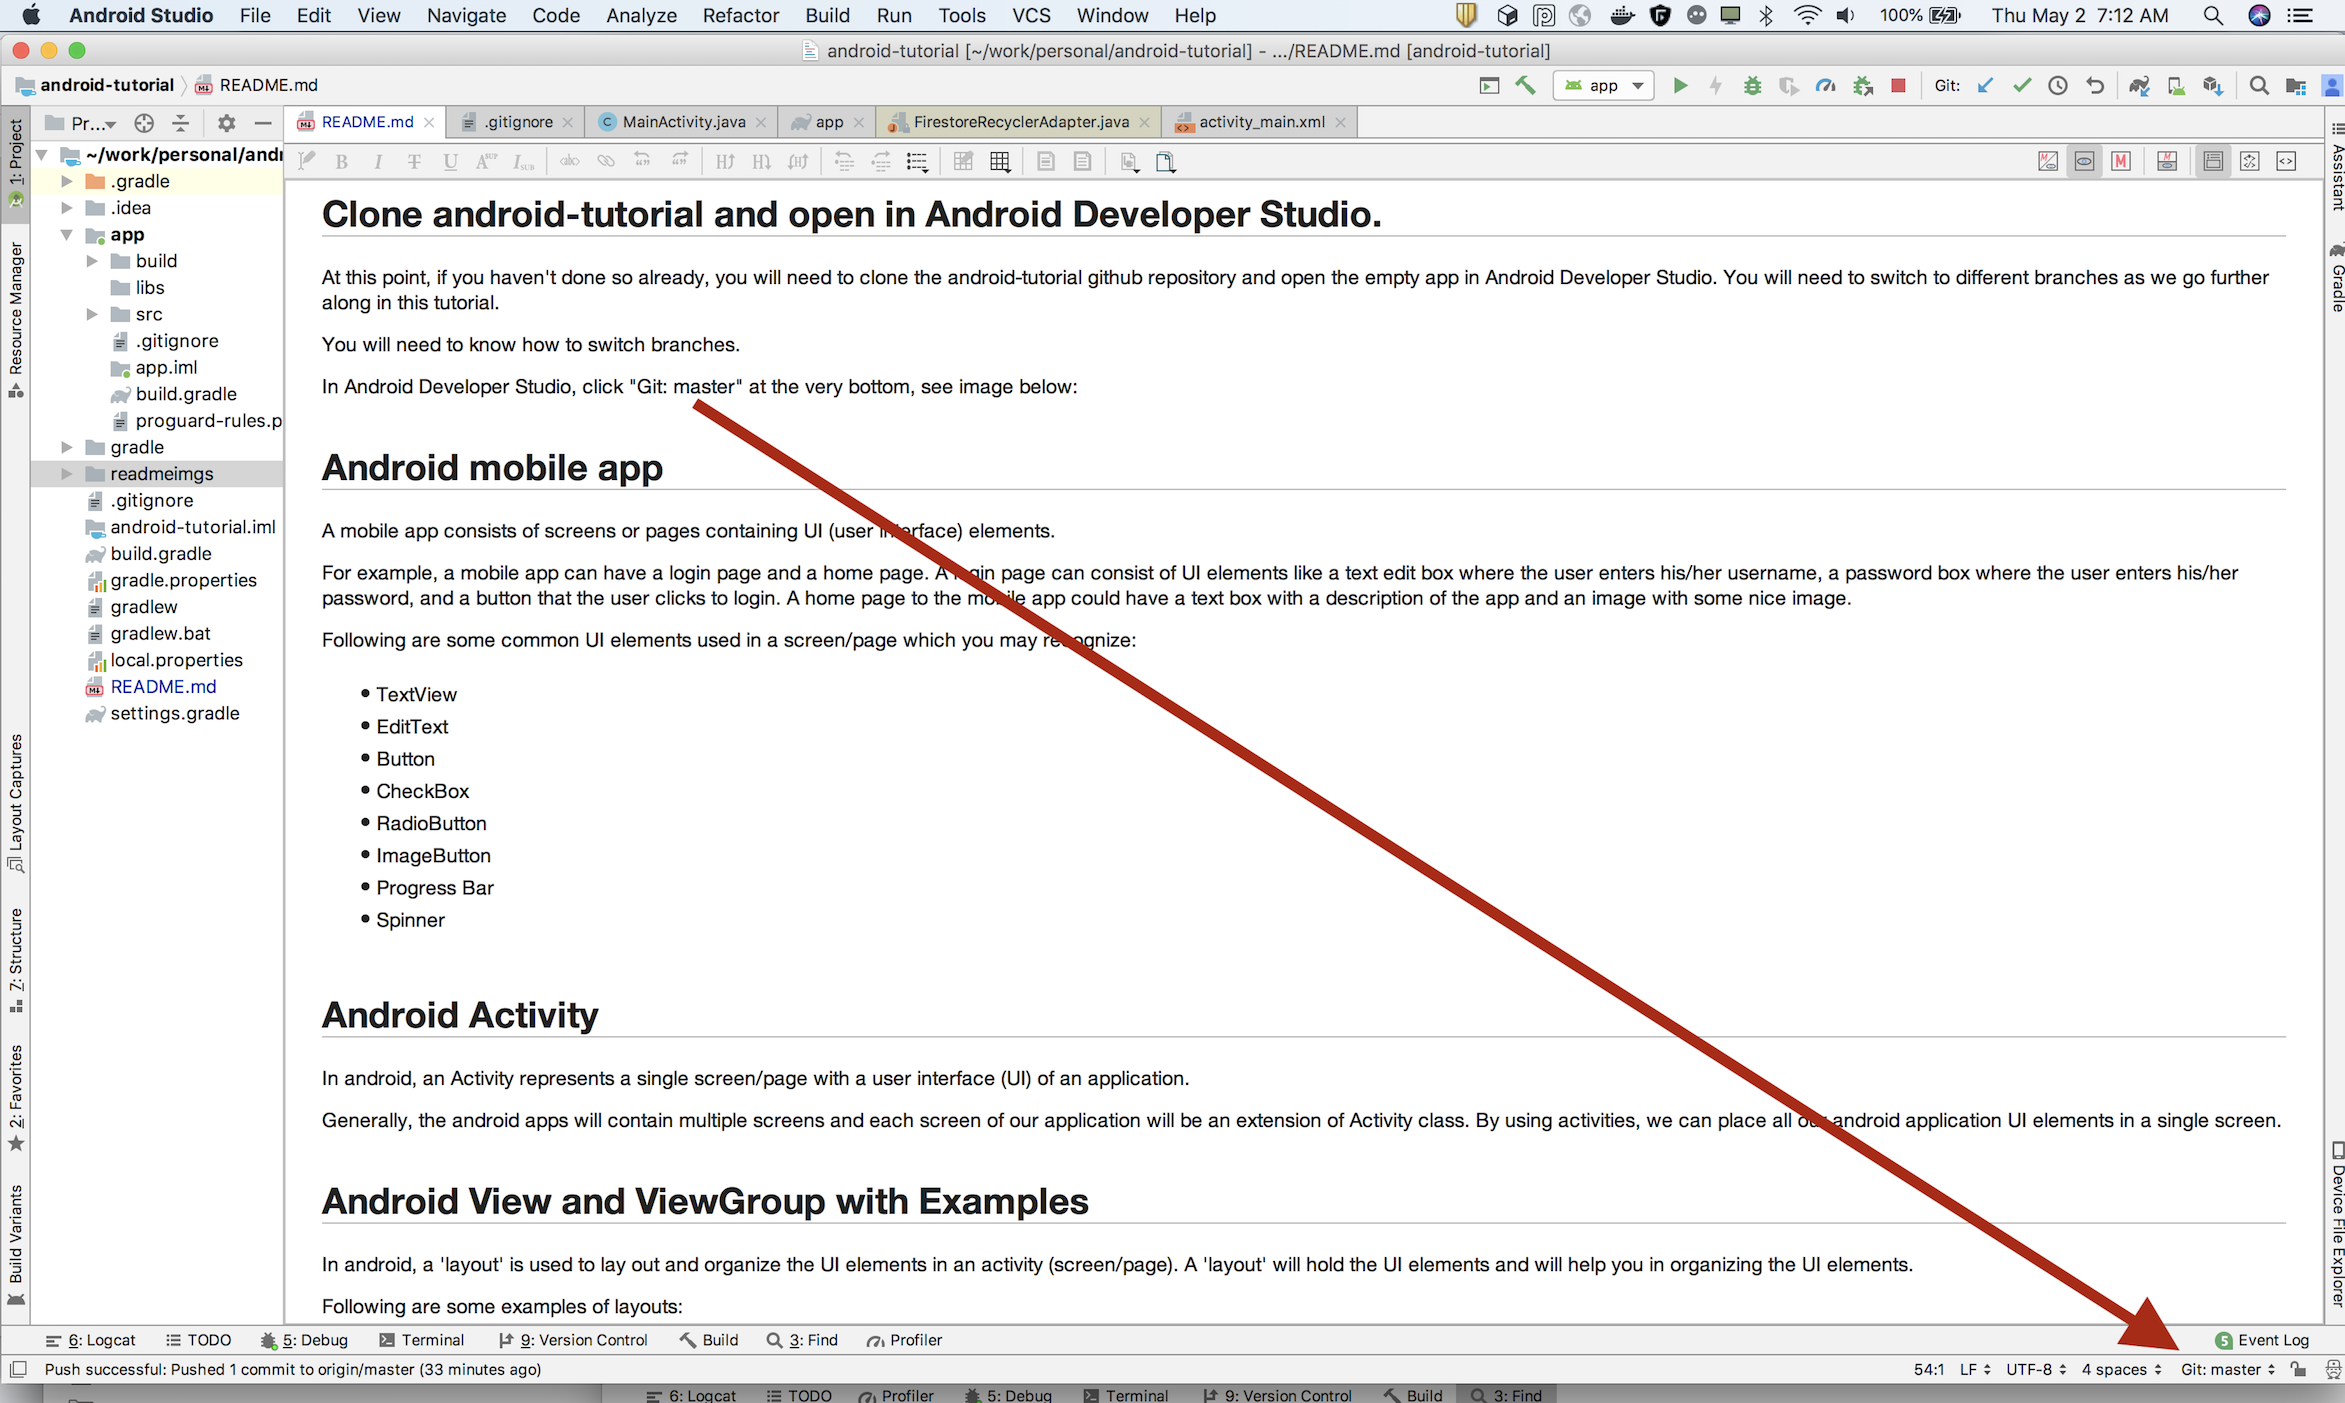 Android Studio File Edit View Navigate Code Analyze Refactor Build Run Tools VCS Window Help 100% Thu May 2 7:12 AM
android-tutorial [~/work/personal/android-tutorial] - .../README.md [android-tutorial]
android-tutorial README.md app Git:
Pr... README.md .gitignore MainActivity.java app FirestoreRecyclerAdapter.java activity_main.xml
1: Project
Resource Manager
Layout Captures
7: Structure
2: Favorites
Build Variants
~/work/personal/and
.gradle
.idea
app
build
libs
src
.gitignore
app.iml
build.gradle
proguard-rules.p
gradle
readmeimgs
.gitignore
android-tutorial.iml
build.gradle
gradle.properties
gradlew
gradlew.bat
local.properties
README.md
settings.gradle
Clone android-tutorial and open in Android Developer Studio.
At this point, if you haven't done so already, you will need to clone the android-tutorial github repository and open the empty app in Android Developer Studio. You will need to switch to different branches as we go further
along in this tutorial.
You will need to know how to switch branches.
In Android Developer Studio, click "Git: master" at the very bottom, see image below:
Android mobile app
A mobile app consists of screens or pages containing UI (user interface) elements.
For example, a mobile app can have a login page and a home page. A login page can consist of UI elements like a text edit box where the user enters his/her username, a password box where the user enters his/her
password, and a button that the user clicks to login. A home page to the mobile app could have a text box with a description of the app and an image with some nice image.
Following are some common UI elements used in a screen/page which you may recognize:
• TextView
• EditText
• Button
• CheckBox
• RadioButton
• ImageButton
• Progress Bar
• Spinner
Android Activity
In android, an Activity represents a single screen/page with a user interface (UI) of an application.
Generally, the android apps will contain multiple screens and each screen of our application will be an extension of Activity class. By using activities, we can place all our android application UI elements in a single screen.
Android View and ViewGroup with Examples
In android, a 'layout' is used to lay out and organize the UI elements in an activity (screen/page). A 'layout' will hold the UI elements and will help you in organizing the UI elements.
Following are some examples of layouts:
Assistant
Gradle
Device File Explorer
6: Logcat TODO 5: Debug Terminal 9: Version Control Build 3: Find Profiler 5 Event Log
Push successful: Pushed 1 commit to origin/master (33 minutes ago) 54:1 LF UTF-8 4 spaces Git: master
6: Logcat TODO Profiler 5: Debug Terminal 9: Version Control Build 3: Find